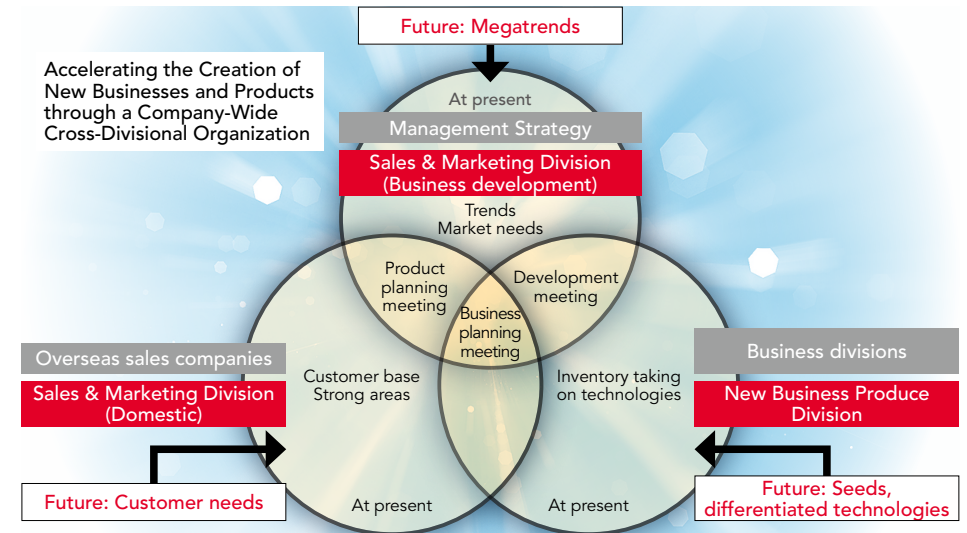 Future: Megatrends
Accelerating the Creation of
New Businesses and Products
through a Company-Wide
Cross-Divisional Organization
At present
Management Strategy
Sales & Marketing Division
(Business development)
Trends
Market needs
Product
planning
meeting
Development
meeting
Business
planning
meeting
Overseas sales companies
Sales & Marketing Division
(Domestic)
Customer base
Strong areas
Inventory taking
on technologies
Business divisions
New Business Produce
Division
Future: Customer needs
At present
At present
Future: Seeds,
differentiated technologies